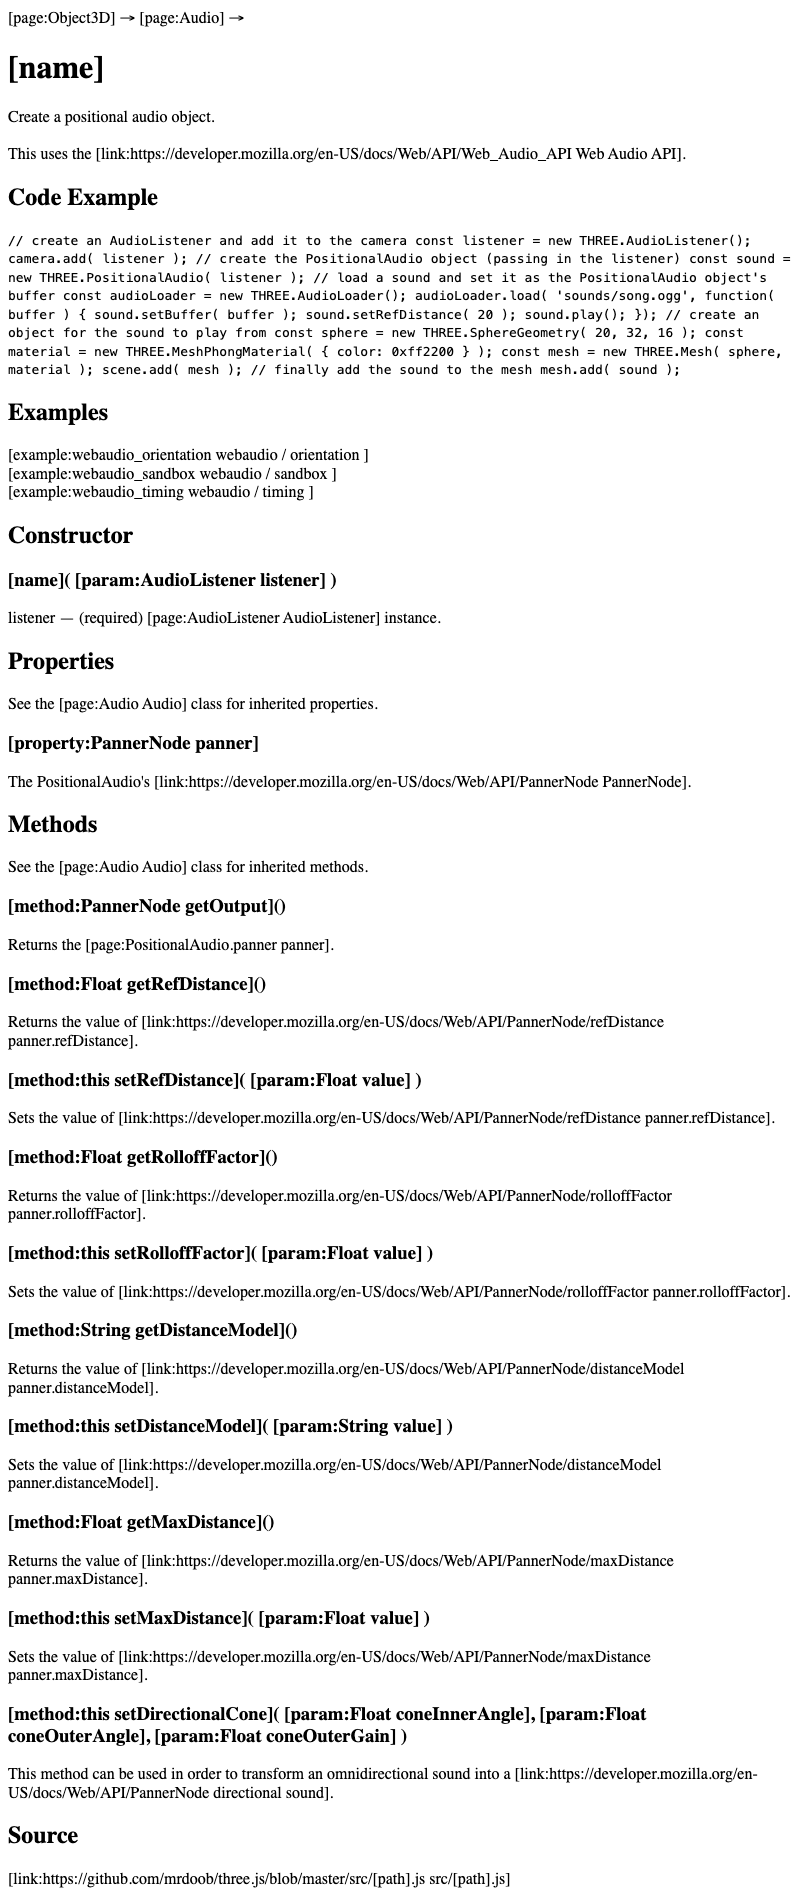 [page:Object3D] → [page:Audio] →
[name]
Create a positional audio object.
This uses the [link:https://developer.mozilla.org/en-US/docs/Web/API/Web_Audio_API Web Audio API].
Code Example
// create an AudioListener and add it to the camera const listener = new THREE.AudioListener();
camera.add( listener ); // create the PositionalAudio object (passing in the listener) const sound =
new THREE.PositionalAudio( listener ); // load a sound and set it as the PositionalAudio object's
buffer const audioLoader = new THREE.AudioLoader(); audioLoader.load( 'sounds/song.ogg', function(
buffer ) { sound.setBuffer( buffer ); sound.setRefDistance( 20 ); sound.play(); }); // create an
object for the sound to play from const sphere = new THREE.SphereGeometry( 20, 32, 16 ); const
material = new THREE.MeshPhongMaterial( { color: 0xff2200 } ); const mesh = new THREE.Mesh( sphere,
material ); scene.add( mesh ); // finally add the sound to the mesh mesh.add( sound );
Examples
[example:webaudio_orientation webaudio / orientation ]
[example:webaudio_sandbox webaudio / sandbox ]
[example:webaudio_timing webaudio / timing ]
Constructor
[name]( [param:AudioListener listener] )
listener — (required) [page:AudioListener AudioListener] instance.
Properties
See the [page:Audio Audio] class for inherited properties.
[property:PannerNode panner]
The PositionalAudio's [link:https://developer.mozilla.org/en-US/docs/Web/API/PannerNode PannerNode].
Methods
See the [page:Audio Audio] class for inherited methods.
[method:PannerNode getOutput]()
Returns the [page:PositionalAudio.panner panner].
[method:Float getRefDistance]()
Returns the value of [link:https://developer.mozilla.org/en-US/docs/Web/API/PannerNode/refDistance
panner.refDistance].
[method:this setRefDistance]( [param:Float value] )
Sets the value of [link:https://developer.mozilla.org/en-US/docs/Web/API/PannerNode/refDistance panner.refDistance].
[method:Float getRolloffFactor]()
Returns the value of [link:https://developer.mozilla.org/en-US/docs/Web/API/PannerNode/rolloffFactor
panner.rolloffFactor].
[method:this setRolloffFactor]( [param:Float value] )
Sets the value of [link:https://developer.mozilla.org/en-US/docs/Web/API/PannerNode/rolloffFactor panner.rolloffFactor].
[method:String getDistanceModel]()
Returns the value of [link:https://developer.mozilla.org/en-US/docs/Web/API/PannerNode/distanceModel
panner.distanceModel].
[method:this setDistanceModel]( [param:String value] )
Sets the value of [link:https://developer.mozilla.org/en-US/docs/Web/API/PannerNode/distanceModel
panner.distanceModel].
[method:Float getMaxDistance]()
Returns the value of [link:https://developer.mozilla.org/en-US/docs/Web/API/PannerNode/maxDistance
panner.maxDistance].
[method:this setMaxDistance]( [param:Float value] )
Sets the value of [link:https://developer.mozilla.org/en-US/docs/Web/API/PannerNode/maxDistance
panner.maxDistance].
[method:this setDirectionalCone]( [param:Float coneInnerAngle], [param:Float
coneOuterAngle], [param:Float coneOuterGain] )
This method can be used in order to transform an omnidirectional sound into a [link:https://developer.mozilla.org/en-
US/docs/Web/API/PannerNode directional sound].
Source
[link:https://github.com/mrdoob/three.js/blob/master/src/[path].js src/[path].js]